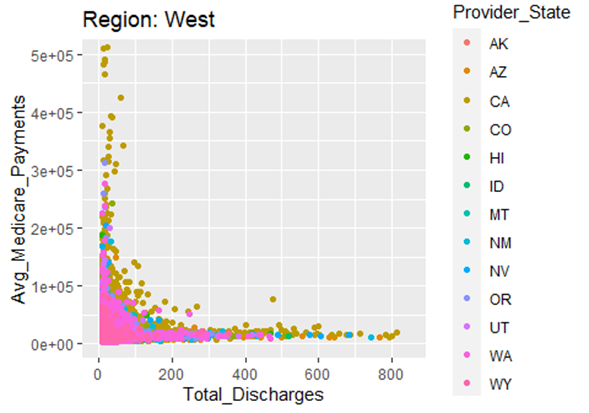 Region: West
Avg_Medicare_Payments
5e+05
4e+05
3e+05
2e+05
1e+05
0e+00
0
200
400
600
800
Total_Discharges
Provider_State
AK
AZ
CA
CO
HI
ID
MT
NM
NV
OR
UT
WA
WY